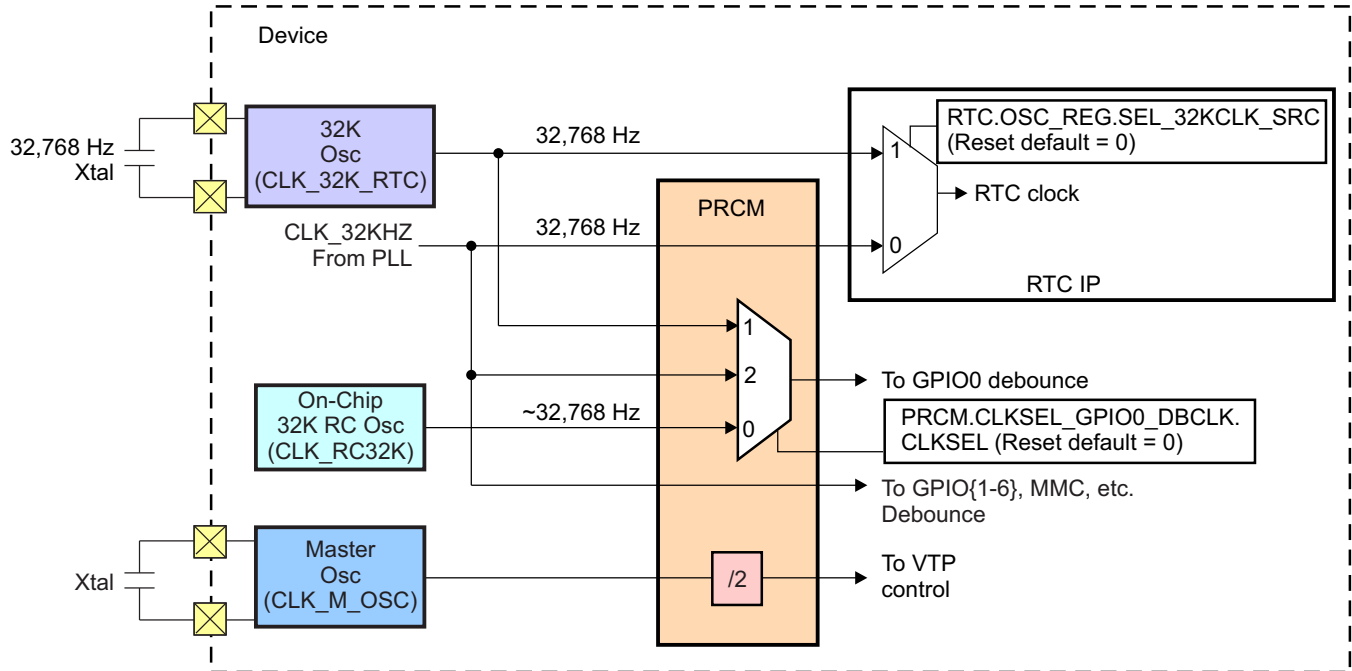 Device
32,768 Hz
Xtal
32K
Osc
(CLK_32K_RTC)
32,768 Hz
CLK_32KHZ
From PLL
32,768 Hz
PRCM
RTC.OSC_REG.SEL_32KCLK_SRC
(Reset default = 0)
1
RTC clock
0
RTC IP
1
2
0
To GPIO0 debounce
On-Chip
32K RC Osc
(CLK_RC32K)
~32,768 Hz
PRCM.CLKSEL_GPIO0_DBCLK.
CLKSEL (Reset default = 0)
To GPIO{1-6}, MMC, etc.
Debounce
Xtal
Master
Osc
(CLK_M_OSC)
/2
To VTP
control